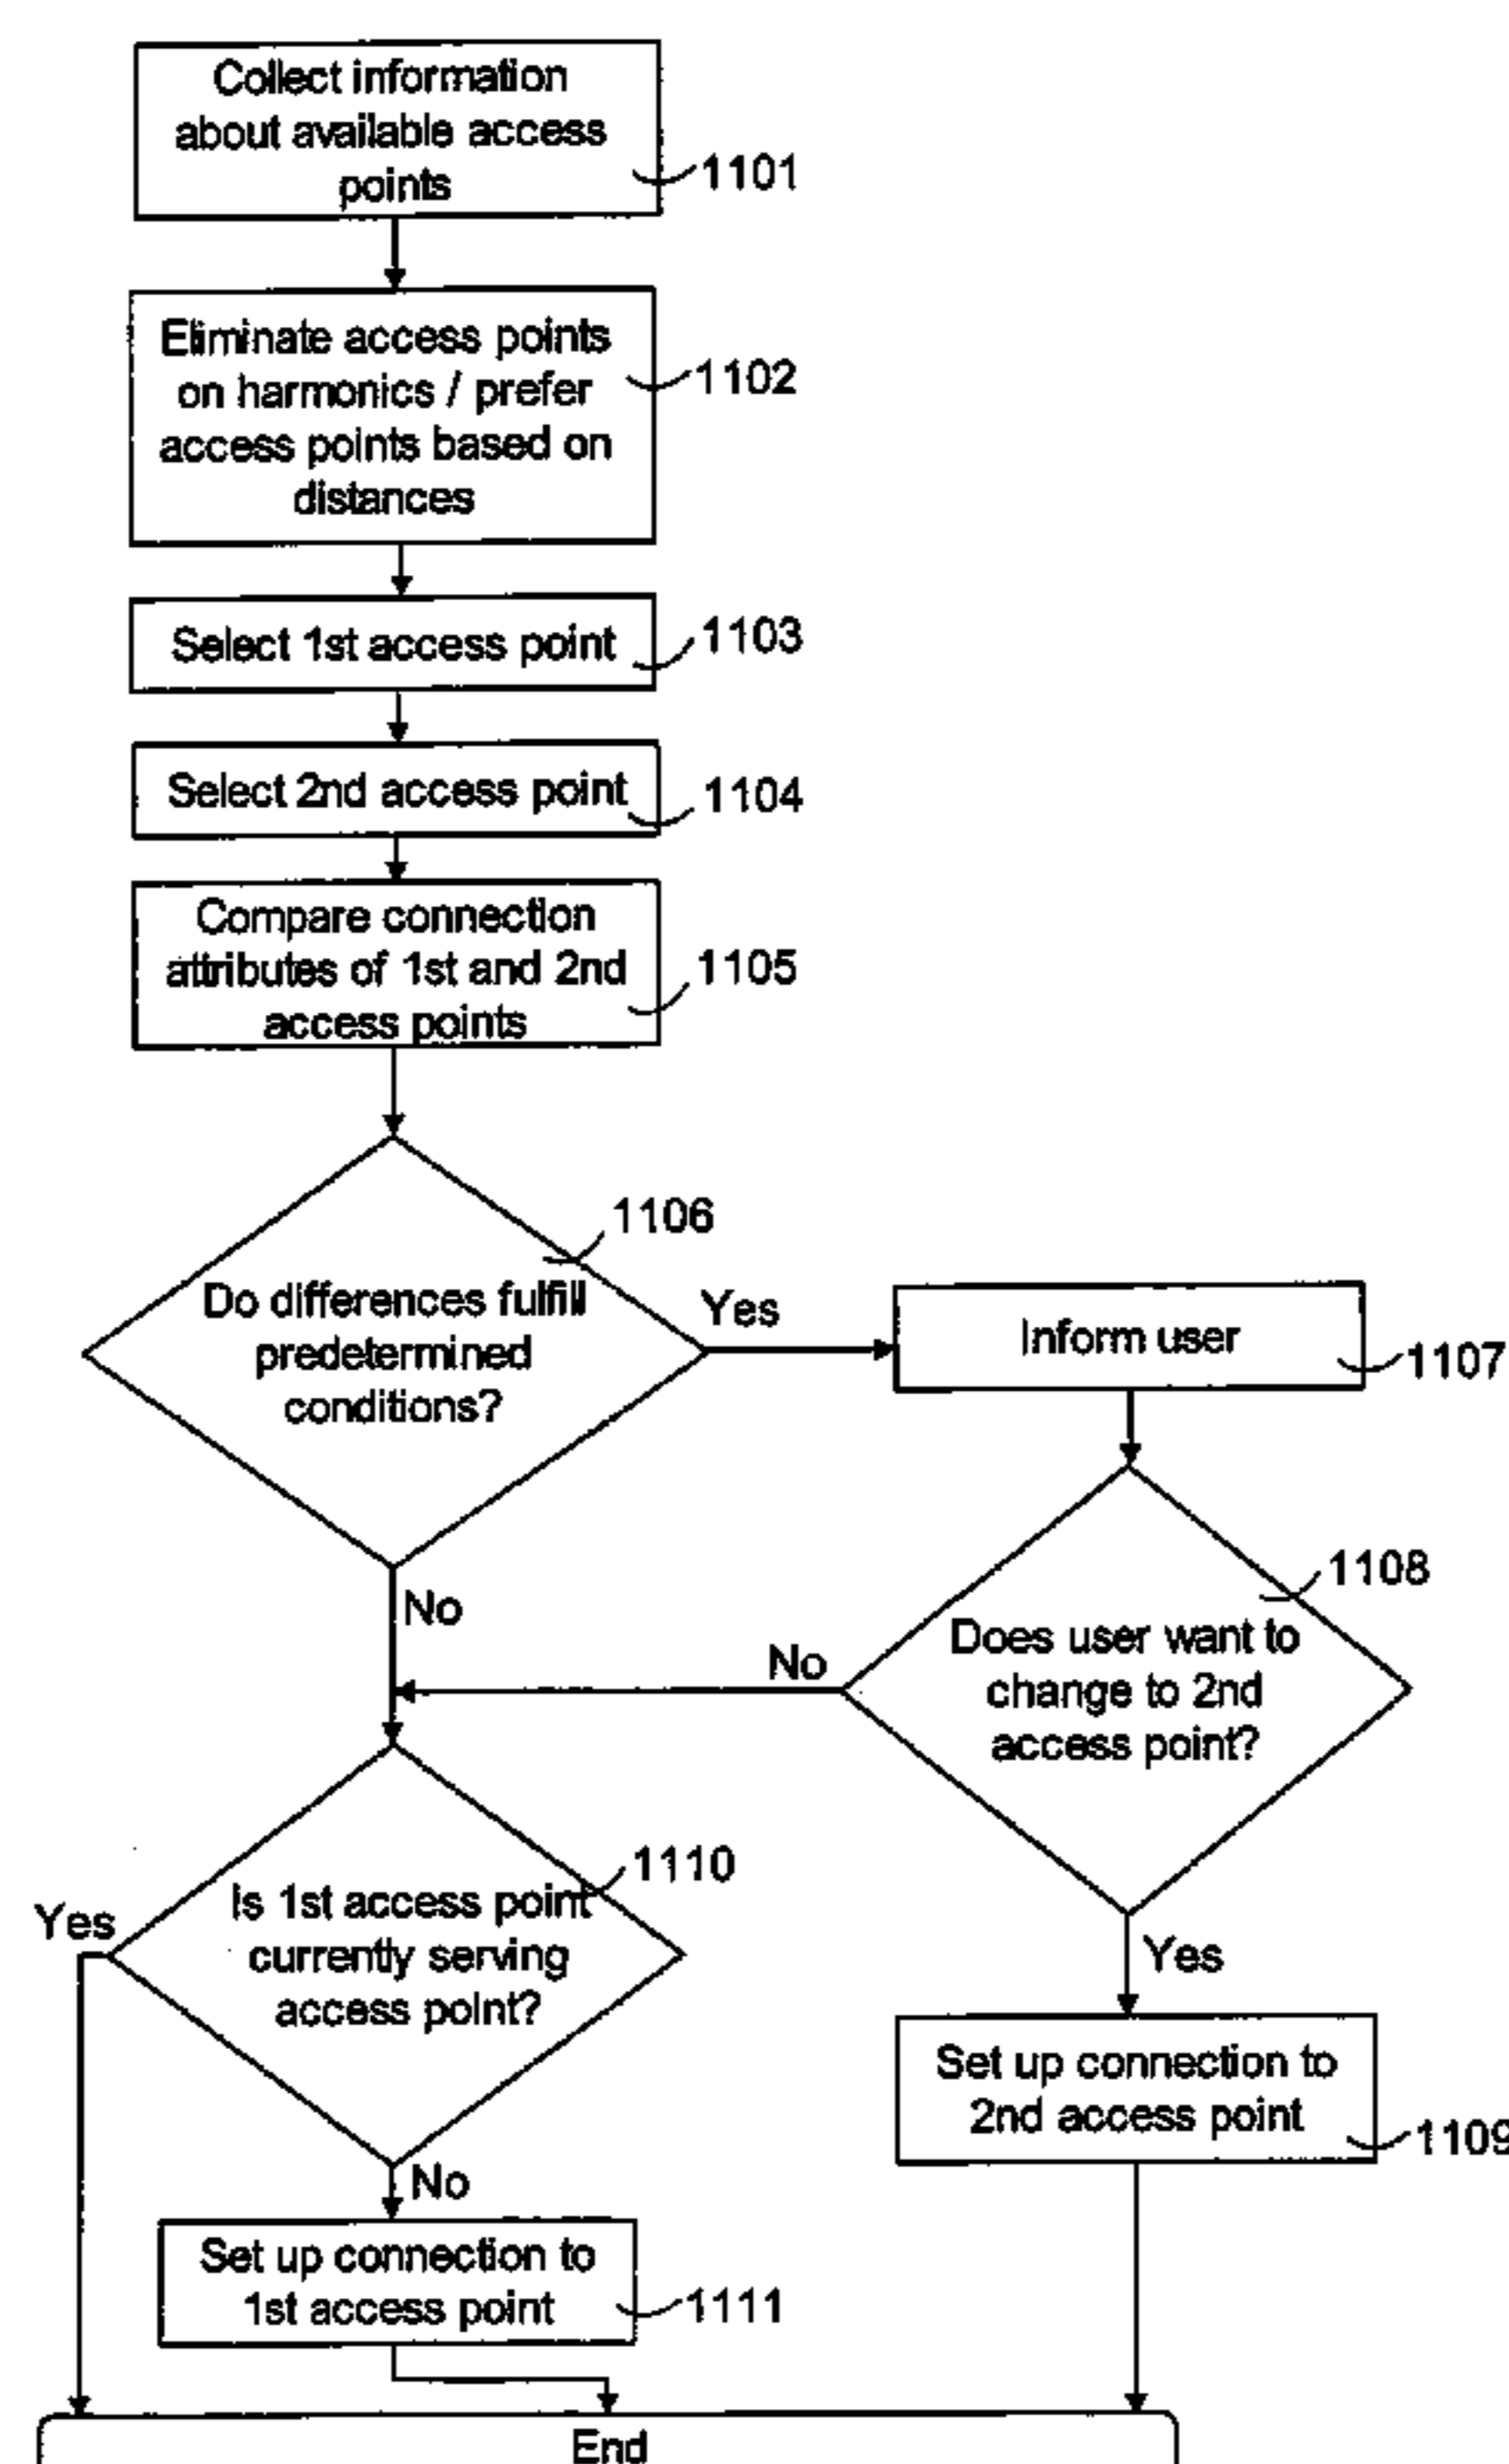 Collect information
about available access
points
1101
Eliminate access points
on harmonics / prefer
access points based on
distances
1102
Select 1st access point
1103
Select 2nd access point
1104
Compare connection
attributes of 1st and 2nd
access points
1105
1106
Do differences fulfill
predetermined
conditions?
Yes
Inform user
1107
No
1108
Does user want to
change to 2nd
access point?
No
1110
Is 1st access point
currently serving
access point?
Yes
Yes
Set up connection to
2nd access point
1109
No
Set up connection to
1st access point
1111
End